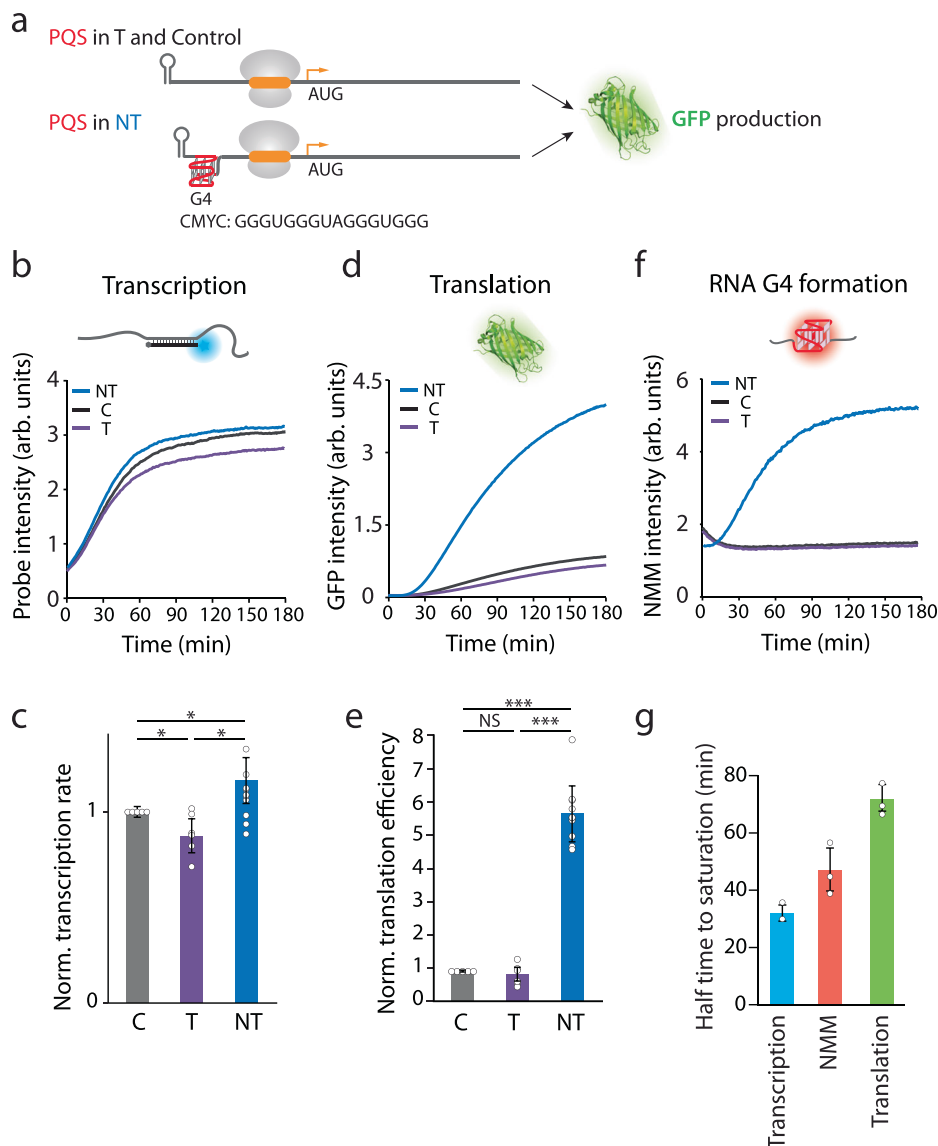 a
PQS in T and Control
AUG
PQS in NT
AUG
G4
CMYC: GGGUGGGUAGGGUGGG
GFP production
b
Transcription
Probe intensity (arb. units)
4
3
2
1
NT
C
T
0 30 60 90 120 150 180
Time (min)
d
Translation
GFP intensity (arb. units)
4.5
3
1.5
0
NT
C
T
0 30 60 90 120 150 180
Time (min)
f
RNA G4 formation
NMM intensity (arb. units)
6
4
2
0
NT
C
T
0 30 60 90 120 150 180
Time (min)
c
Norm. transcription rate
1
0
*
* *
C T NT
e
Norm. translation efficiency
8
7
6
5
4
3
2
1
0
***
NS ***
C T NT
g
Half time to saturation (min)
80
60
40
20
0
Transcription
NMM
Translation